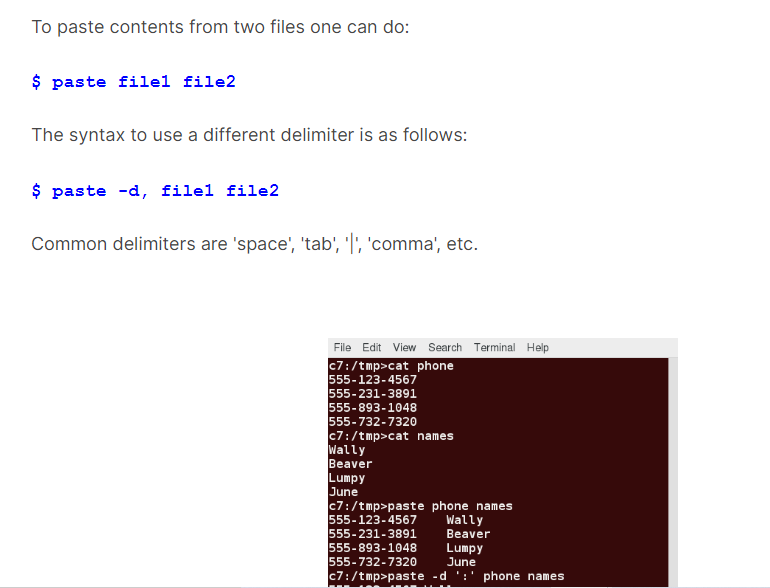 To paste contents from two files one can do:
$ paste file1 file2
The syntax to use a different delimiter is as follows:
$ paste -d, file1 file2
Common delimiters are 'space', 'tab', '|', 'comma', etc.
File Edit View Search Terminal Help
c7:/tmp>cat phone
555-123-4567
555-231-3891
555-893-1048
555-732-7320
c7:/tmp>cat names
Wally
Beaver
Lumpy
June
c7:/tmp>paste phone names
555-123-4567 Wally
555-231-3891 Beaver
555-893-1048 Lumpy
555-732-7320 June
c7:/tmp>paste -d ':' phone names